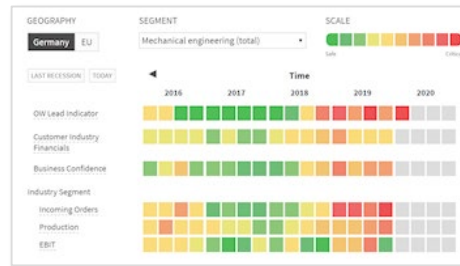 GEOGRAPHY SEGMENT SCALE
Germany EU Mechanical engineering (total)
Safe
LAST RECESSION TODAY Time
2016 2017 2018 2019 2020
OW Lead Indicator
Customer Industry
Financials
Business Confidence
Industry Segment
Incoming Orders
Production
EBIT